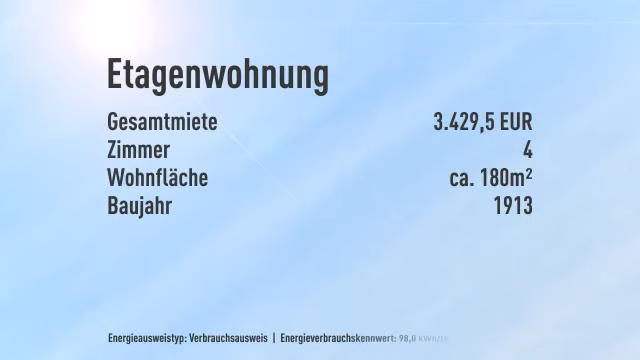 Etagenwohnung
Gesamtmiete 3.429,5 EUR
Zimmer 4
Wohnfläche ca. 180m²
Baujahr 1913
Energieausweistyp: Verbrauchsausweis | Energieverbrauchskennwert: 98,0